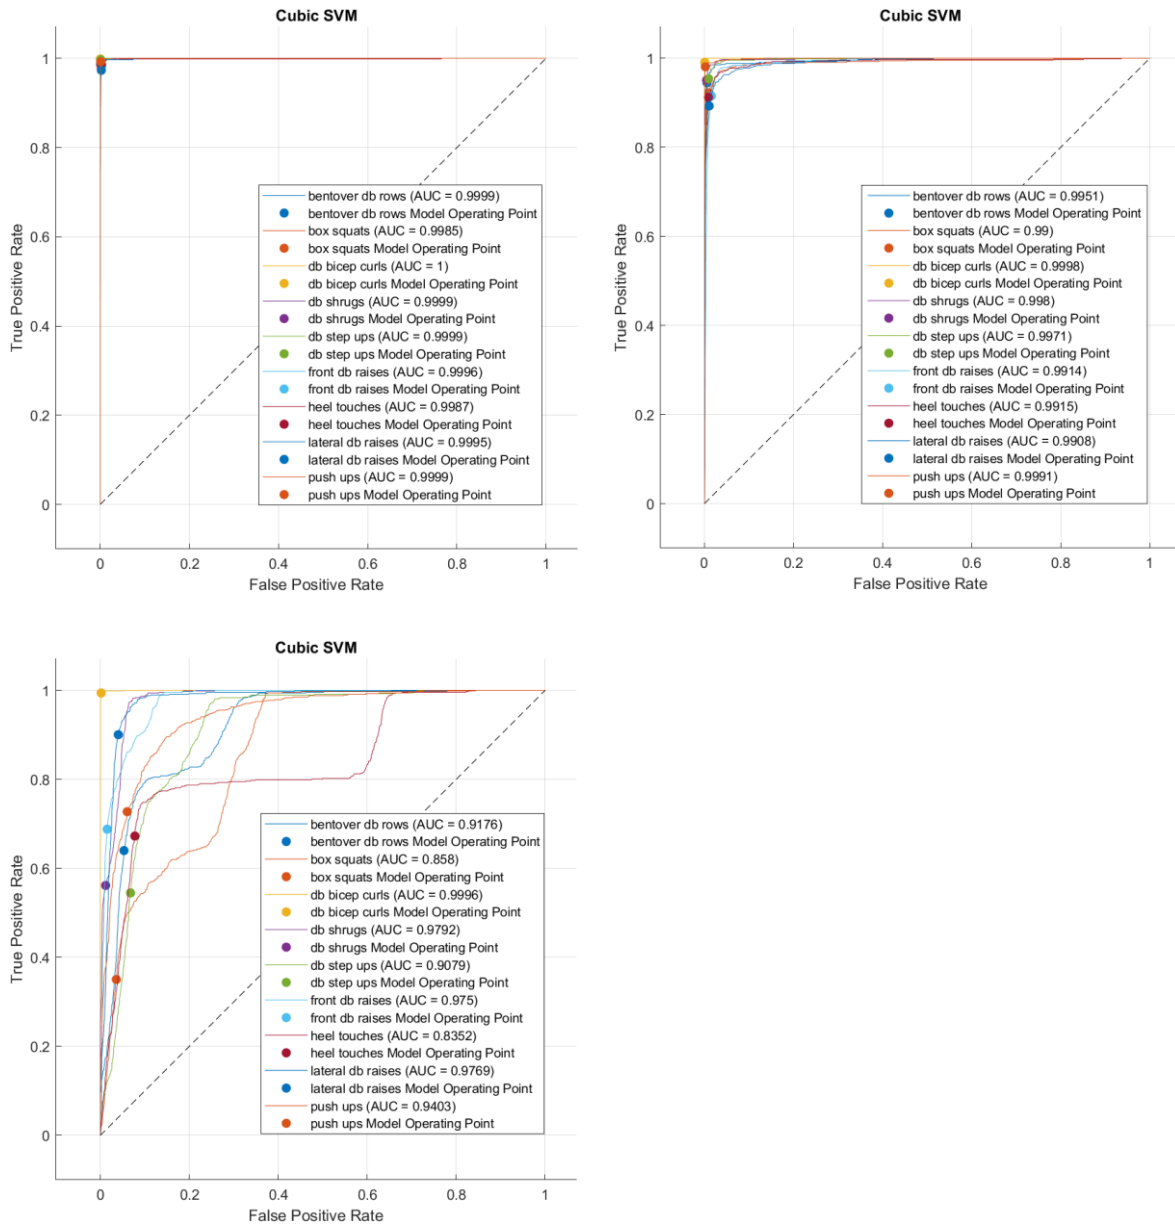 Cubic SVM
True Positive Rate
1
0.8
0.6
0.4
0.2
0
bentover db rows (AUC = 0.9999)
bentover db rows Model Operating Point
box squats (AUC = 0.9985)
box squats Model Operating Point
db bicep curls (AUC = 1)
db bicep curls Model Operating Point
db shrugs (AUC = 0.9999)
db shrugs Model Operating Point
db step ups (AUC = 0.9999)
db step ups Model Operating Point
front db raises (AUC = 0.9996)
front db raises Model Operating Point
heel touches (AUC = 0.9987)
heel touches Model Operating Point
lateral db raises (AUC = 0.9995)
lateral db raises Model Operating Point
push ups (AUC = 0.9999)
push ups Model Operating Point
0 0.2 0.4 0.6 0.8 1
False Positive Rate
Cubic SVM
True Positive Rate
1
0.8
0.6
0.4
0.2
0
bentover db rows (AUC = 0.9951)
bentover db rows Model Operating Point
box squats (AUC = 0.99)
box squats Model Operating Point
db bicep curls (AUC = 0.9998)
db bicep curls Model Operating Point
db shrugs (AUC = 0.998)
db shrugs Model Operating Point
db step ups (AUC = 0.9971)
db step ups Model Operating Point
front db raises (AUC = 0.9914)
front db raises Model Operating Point
heel touches (AUC = 0.9915)
heel touches Model Operating Point
lateral db raises (AUC = 0.9908)
lateral db raises Model Operating Point
push ups (AUC = 0.9991)
push ups Model Operating Point
0 0.2 0.4 0.6 0.8 1
False Positive Rate
Cubic SVM
True Positive Rate
1
0.8
0.6
0.4
0.2
0
bentover db rows (AUC = 0.9176)
bentover db rows Model Operating Point
box squats (AUC = 0.858)
box squats Model Operating Point
db bicep curls (AUC = 0.9996)
db bicep curls Model Operating Point
db shrugs (AUC = 0.9792)
db shrugs Model Operating Point
db step ups (AUC = 0.9079)
db step ups Model Operating Point
front db raises (AUC = 0.975)
front db raises Model Operating Point
heel touches (AUC = 0.8352)
heel touches Model Operating Point
lateral db raises (AUC = 0.9769)
lateral db raises Model Operating Point
push ups (AUC = 0.9403)
push ups Model Operating Point
0 0.2 0.4 0.6 0.8 1
False Positive Rate